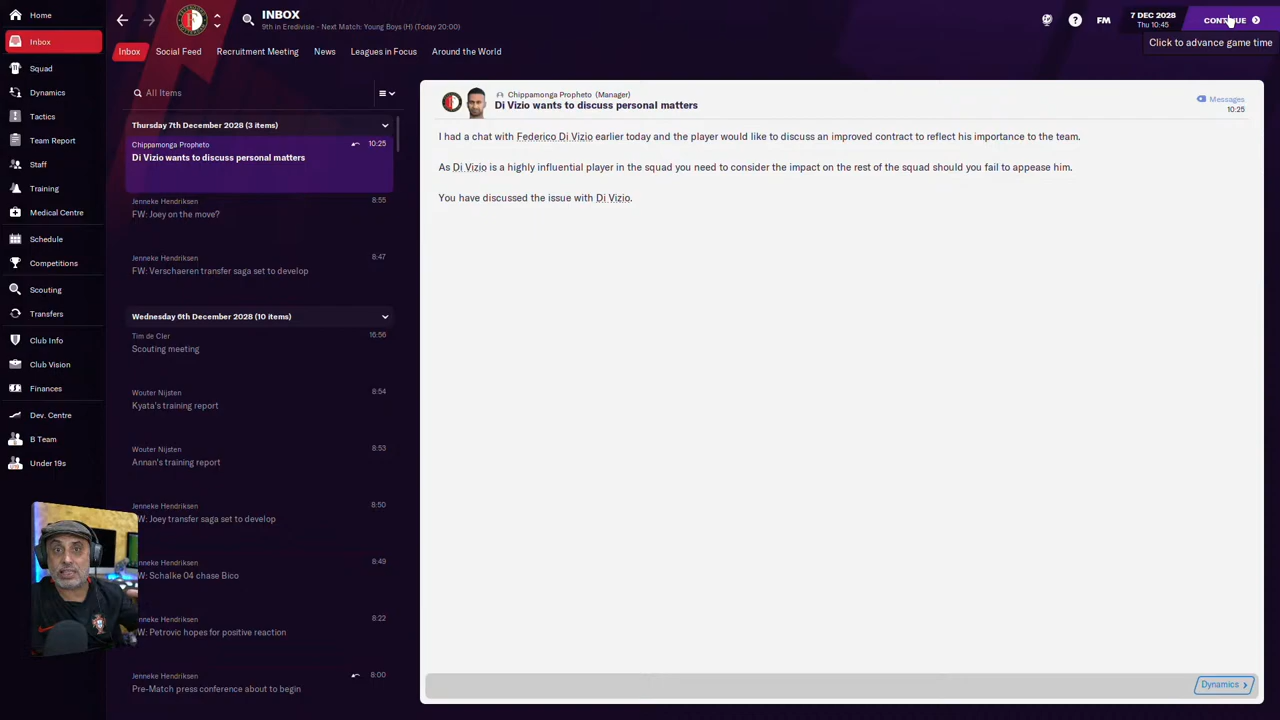 Home
Inbox
Squad
Dynamics
Tactics
Team Report
Staff
Training
Medical Centre
Schedule
Competitions
Scouting
Transfers
Club Info
Club Vision
Finances
Dev. Centre
B Team
Under 19s
INBOX
9th in Eredivisie - Next Match: Young Boys (H) (Today 20:00)
FM
7 DEC 2028
Thu 10:45
CONTINUE
Click to advance game time
Inbox
Social Feed
Recruitment Meeting
News
Leagues in Focus
Around the World
All Items
Thursday 7th December 2028 (3 items)
Chippamonga Propheto
10:25
Di Vizio wants to discuss personal matters
Jenneke Hendriksen
8:55
FW: Joey on the move?
Jenneke Hendriksen
8:47
FW: Verschaeren transfer saga set to develop
Wednesday 6th December 2028 (10 items)
Tim de Cler
16:56
Scouting meeting
Wouter Nijsten
8:54
Kyata's training report
Wouter Nijsten
8:53
Annan's training report
Jenneke Hendriksen
8:50
W: Joey transfer saga set to develop
nneke Hendriksen
8:49
W: Schalke 04 chase Bico
nneke Hendriksen
8:22
W: Petrovic hopes for positive reaction
Jenneke Hendriksen
8:00
Pre-Match press conference about to begin
Chippamonga Propheto (Manager)
Di Vizio wants to discuss personal matters
Messages
10:25
I had a chat with Federico Di Vizio earlier today and the player would like to discuss an improved contract to reflect his importance to the team.
As Di Vizio is a highly influential player in the squad you need to consider the impact on the rest of the squad should you fail to appease him.
You have discussed the issue with Di Vizio.
Dynamics